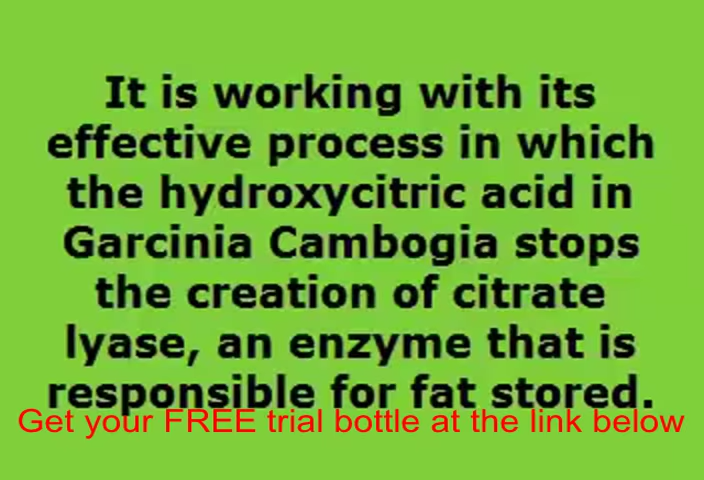 It is working with its
effective process in which
the hydroxycitric acid in
Garcinia Cambogia stops
the creation of citrate
lyase, an enzyme that is
responsible for fat stored.
Get your FREE trial bottle at the link below